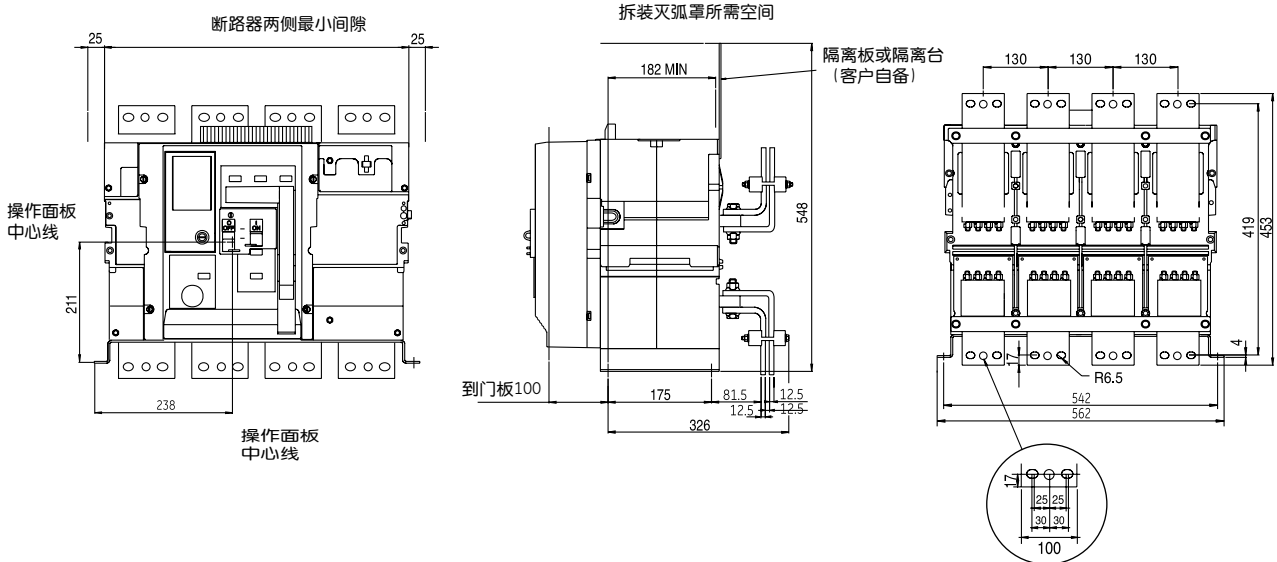 断路器两侧最小间隙
25
25
OFF
ON
操作面板
中心线
211
238
操作面板
中心线
拆装灭弧罩所需空间
182 MIN
隔离板或隔离台
（客户自备）
548
到门板100
175
81.5
12.5
12.5
12.5
326
130
130
130
419
453
17
4
R6.5
542
562
17
25
25
30
30
100